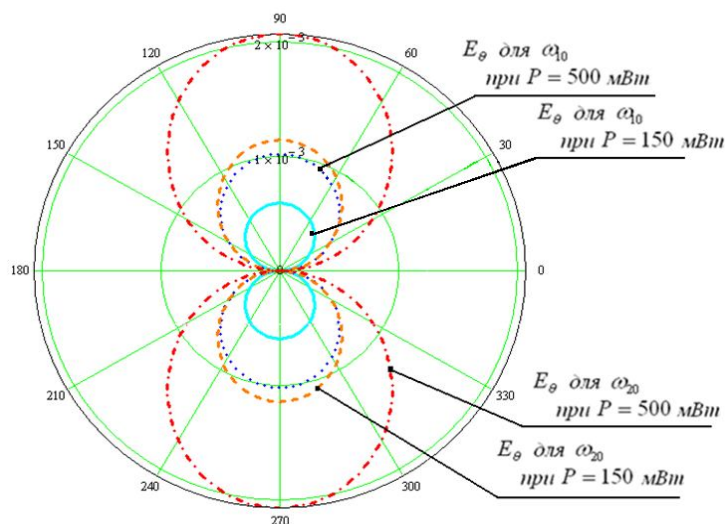 90
120
2×10⁻³
60
E_θ для ω₁₀
при P = 500 мВт
150
1×10⁻³
E_θ для ω₁₀
при P = 150 мВт
30
180
0
0
210
330
E_θ для ω₂₀
при P = 500 мВт
E_θ для ω₂₀
при P = 150 мВт
240
300
270